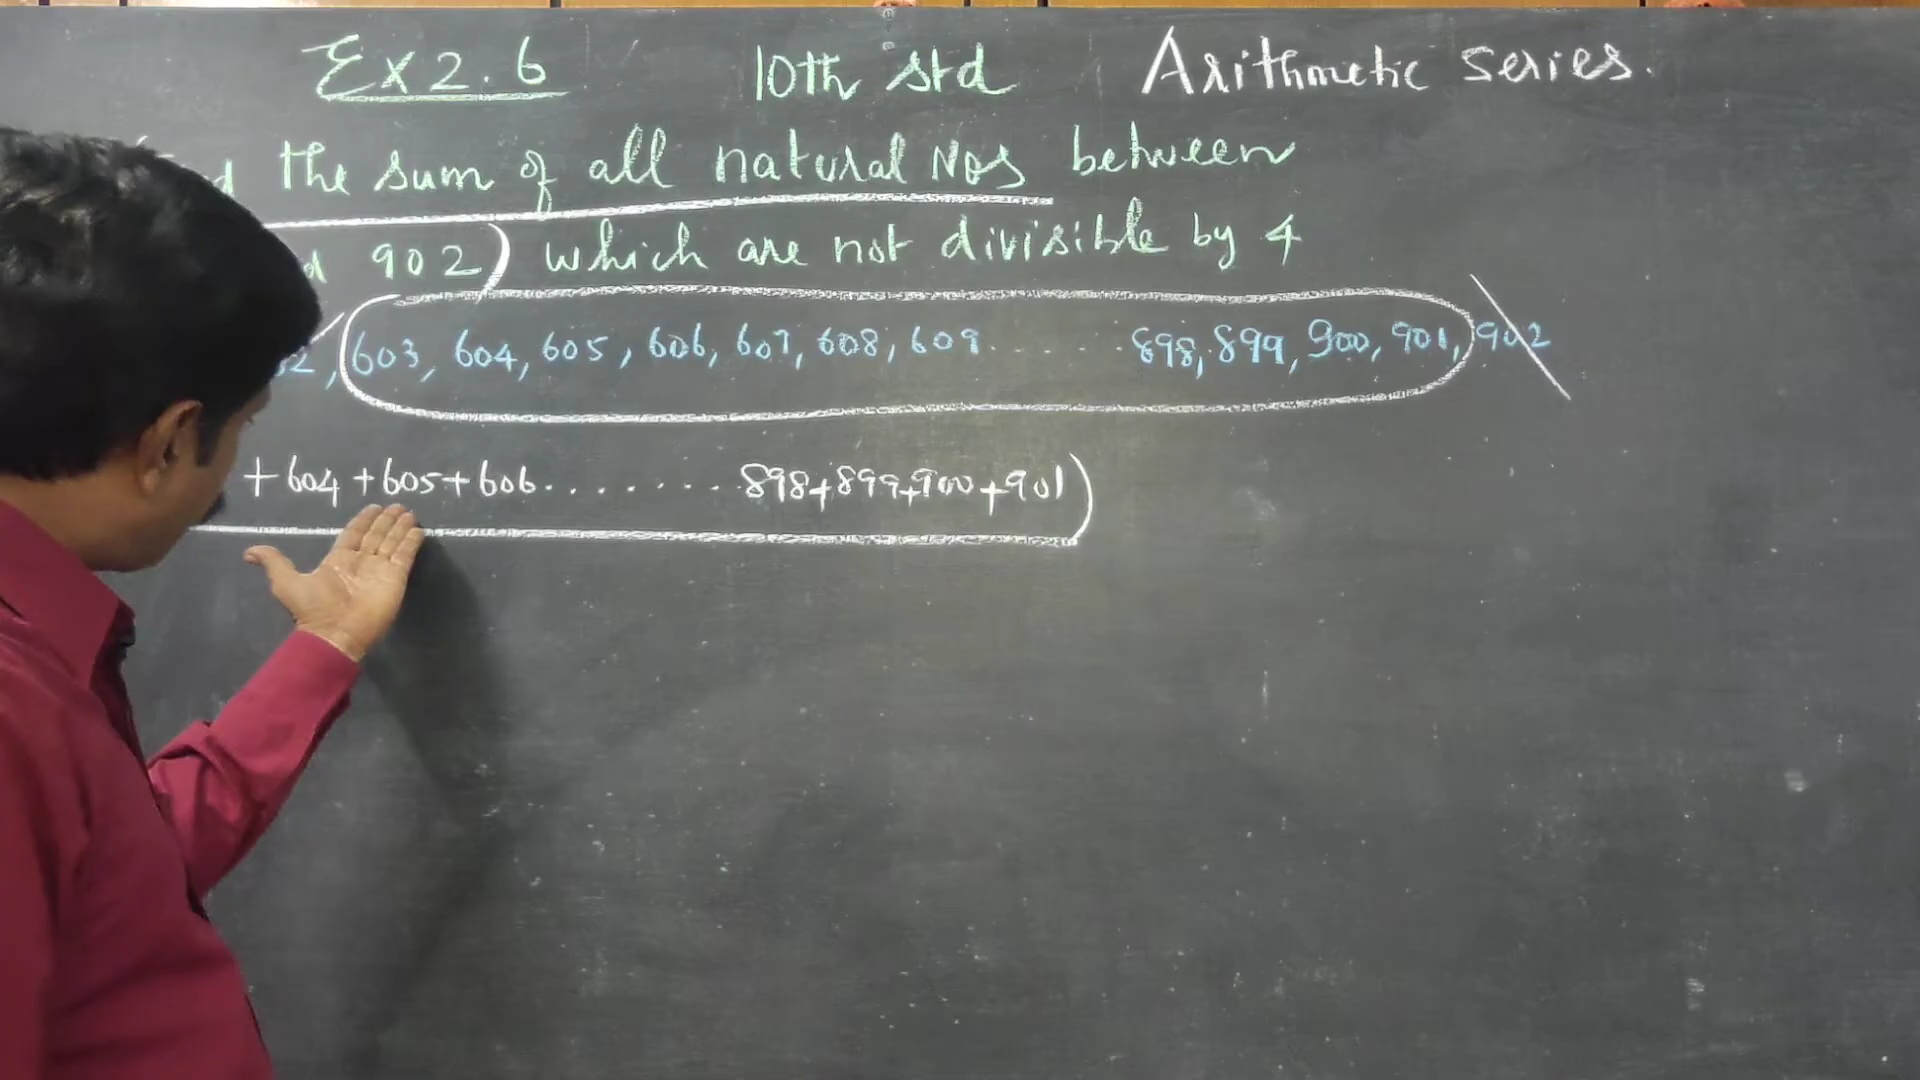 Ex 2.6 10th std Arithmetic series.
the sum of all natural Nos between
902) which are not divisible by 4
603, 604, 605, 606, 607, 608, 609 ...... 898, 899, 900, 901, 902
+604 +605 + 606 ........ 898+899+900 +901)